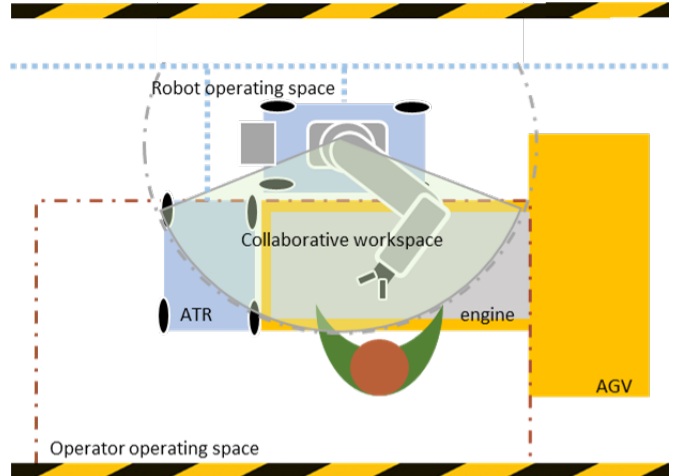 Robot operating space
Collaborative workspace
ATR
engine
AGV
Operator operating space